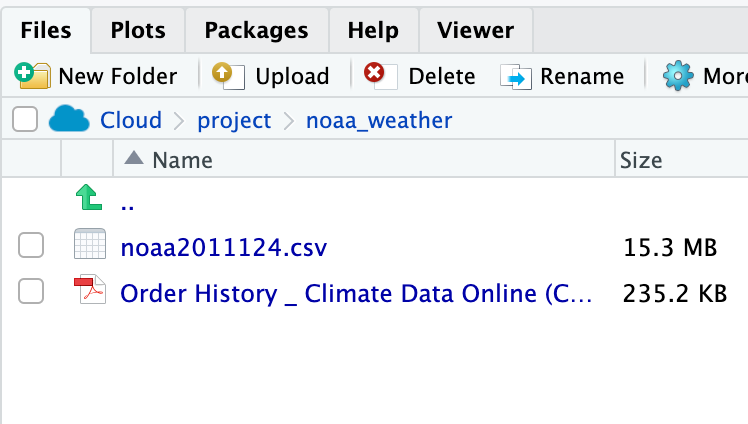 Files Plots Packages Help Viewer
New Folder Upload Delete Rename More
Cloud project noaa_weather
Name Size
..
noaa2011124.csv 15.3 MB
Order History _ Climate Data Online (C... 235.2 KB